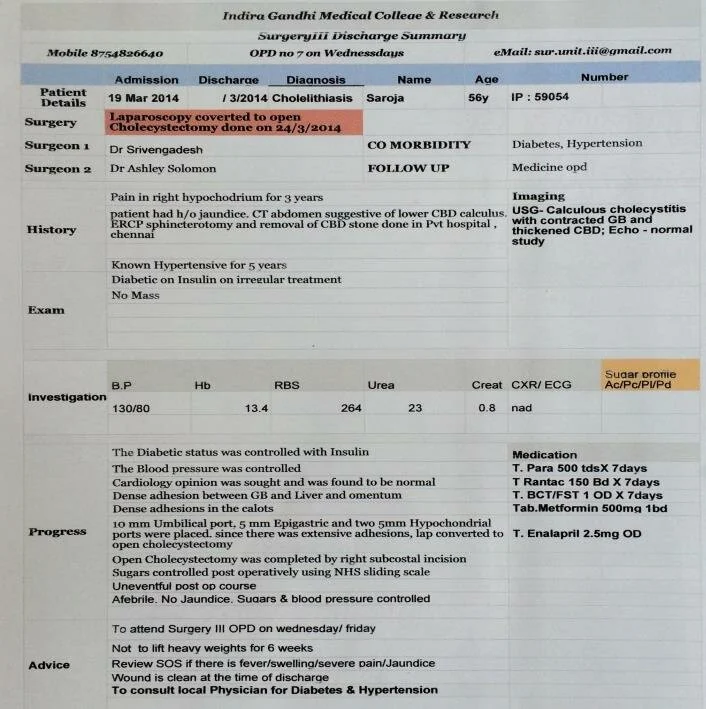 Indira Gandhi Medical College & Research
SurgeryIII Discharge Summary
Mobile 8754826640 OPD no 7 on Wednesdays eMail: sur.unit.iii@gmail.com
Admission Discharge Diagnosis Name Age Number
Patient Details 19 Mar 2014 / 3/2014 Cholelithiasis Saroja 56y IP : 59054
Surgery Laparoscopy coverted to open
Cholecystectomy done on 24/3/2014
Surgeon 1 Dr Srivengadesh CO MORBIDITY Diabetes, Hypertension
Surgeon 2 Dr Ashley Solomon FOLLOW UP Medicine opd
History
Pain in right hypochodrium for 3 years
patient had h/o jaundice. CT abdomen suggestive of lower CBD calculus.
ERCP sphincterotomy and removal of CBD stone done in Pvt hospital ,
chennai
Known Hypertensive for 5 years
Diabetic on Insulin on irregular treatment
Imaging
USG- Calculous cholecystitis
with contracted GB and
thickened CBD; Echo - normal
study
Exam
No Mass
Investigation
B.P Hb RBS Urea Creat CXR/ ECG Sugar profile
Ac/Pc/Pl/Pd
130/80 13.4 264 23 0.8 nad
Progress
The Diabetic status was controlled with Insulin
The Blood pressure was controlled
Cardiology opinion was sought and was found to be normal
Dense adhesion between GB and Liver and omentum
Dense adhesions in the calots
10 mm Umbilical port, 5 mm Epigastric and two 5mm Hypochondrial
ports were placed. since there was extensive adhesions, lap converted to
open cholecystectomy
Open Cholecystectomy was completed by right subcostal incision
Sugars controlled post operatively using NHS sliding scale
Uneventful post op course
Afebrile. No Jaundice. Sugars & blood pressure controlled
Medication
T. Para 500 tdsX 7days
T Rantac 150 Bd X 7days
T. BCT/FST 1 OD X 7days
Tab.Metformin 500mg 1bd
T. Enalapril 2.5mg OD
Advice
To attend Surgery III OPD on wednesday/ friday
Not to lift heavy weights for 6 weeks
Review SOS if there is fever/swelling/severe pain/Jaundice
Wound is clean at the time of discharge
To consult local Physician for Diabetes & Hypertension